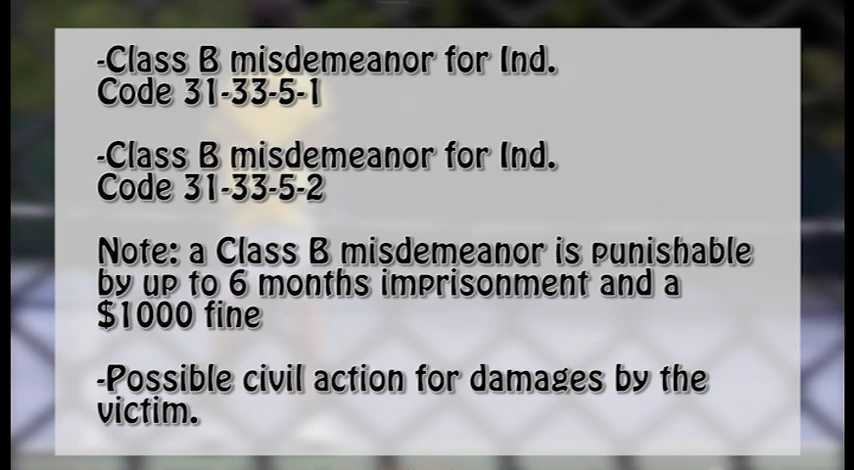 -Class B misdemeanor for Ind.
Code 31-33-5-1
-Class B misdemeanor for Ind.
Code 31-33-5-2
Note: a Class B misdemeanor is punishable
by up to 6 months imprisonment and a
$1000 fine
-Possible civil action for damages by the
victim.